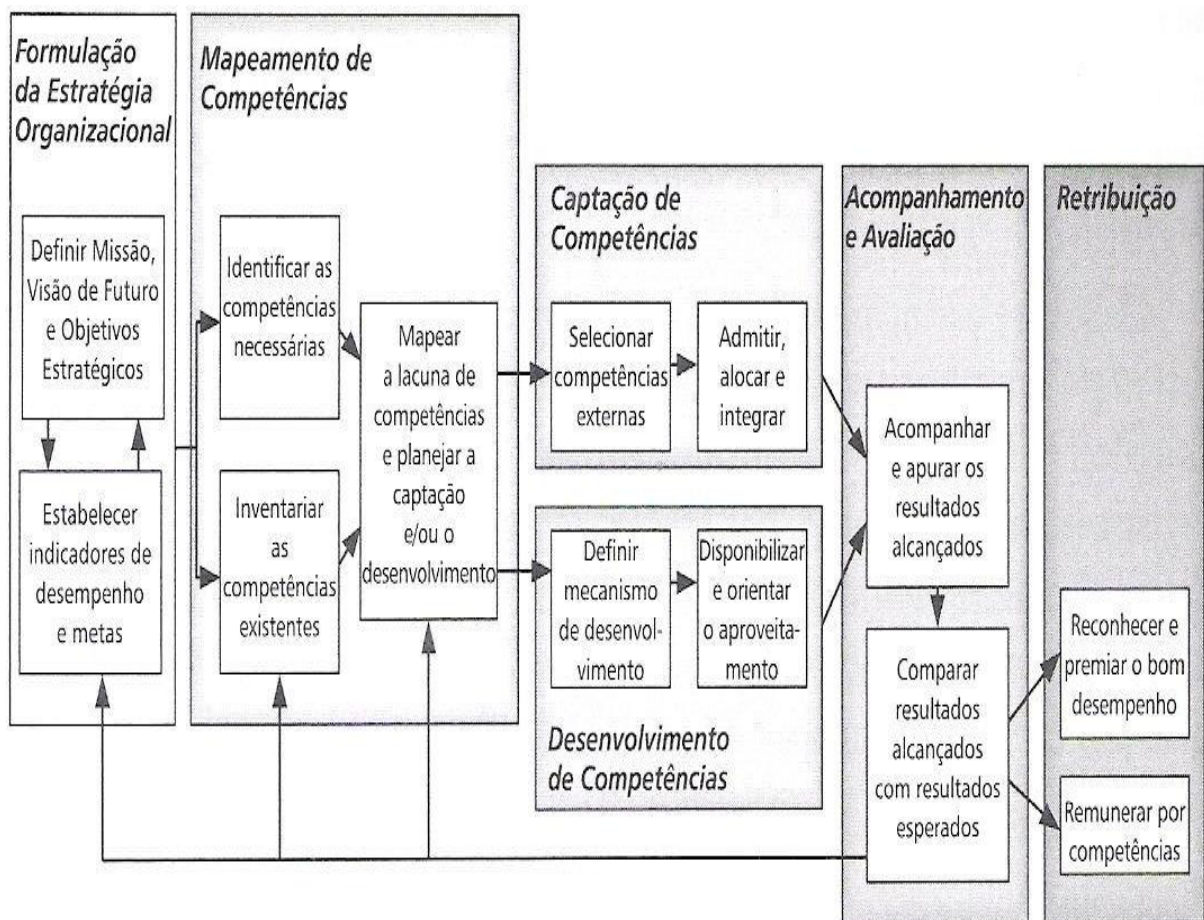 Formulação
da Estratégia
Organizacional
Definir Missão,
Visão de Futuro
e Objetivos
Estratégicos
Estabelecer
indicadores de
desempenho
e metas
Mapeamento de
Competências
Identificar as
competências
necessárias
Inventariar
as
competências
existentes
Mapear
a lacuna de
competências
e planejar a
captação
e/ou o
desenvolvimento
Captação de
Competências
Selecionar
competências
externas
Admitir,
alocar e
integrar
Definir
mecanismo
de desenvol-
vimento
Disponibilizar
e orientar
o aproveita-
mento
Desenvolvimento
de Competências
Acompanhamento
e Avaliação
Acompanhar
e apurar os
resultados
alcançados
Comparar
resultados
alcançados
com resultados
esperados
Retribuição
Reconhecer e
premiar o bom
desempenho
Remunerar por
competências